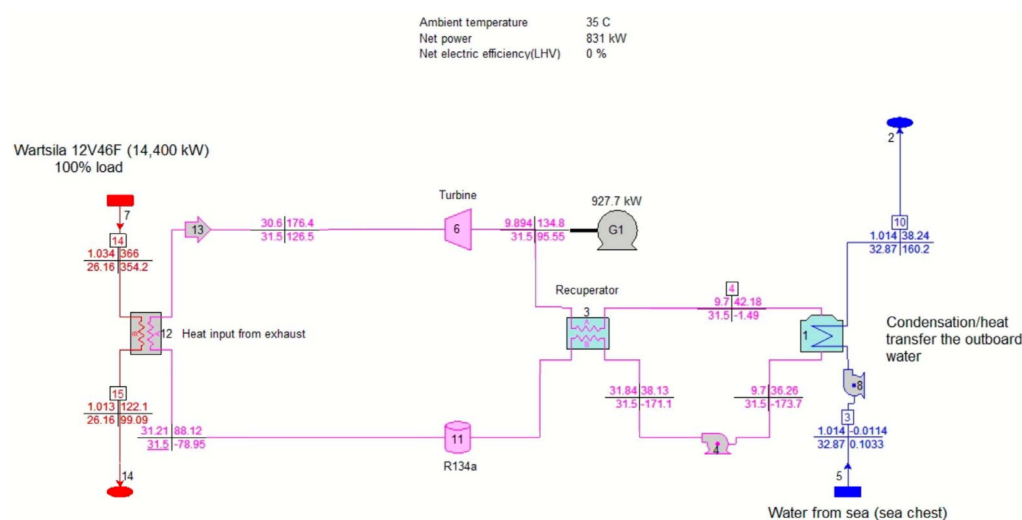 Ambient temperature 35 C
Net power 831 kW
Net electric efficiency(LHV) 0 %
Wartsila 12V46F (14,400 kW)
100% load
7
14
1.034 366
26.16 354.2
12 Heat input from exhaust
15
1.013 122.1
26.16 99.09
14
13
30.6 176.4
31.5 126.5
Turbine
6
9.894 134.8
31.5 95.55
927.7 kW
G1
Recuperator
3
4
9.7 42.18
31.5 -1.49
1
Condensation/heat
transfer the outboard
water
2
10
1.014 38.24
32.87 160.2
8
3
1.014 -0.0114
32.87 0.1033
5
Water from sea (sea chest)
31.21 88.12
31.5 -78.95
11
R134a
31.84 38.13
31.5 -171.1
4
9.7 36.26
31.5 -173.7